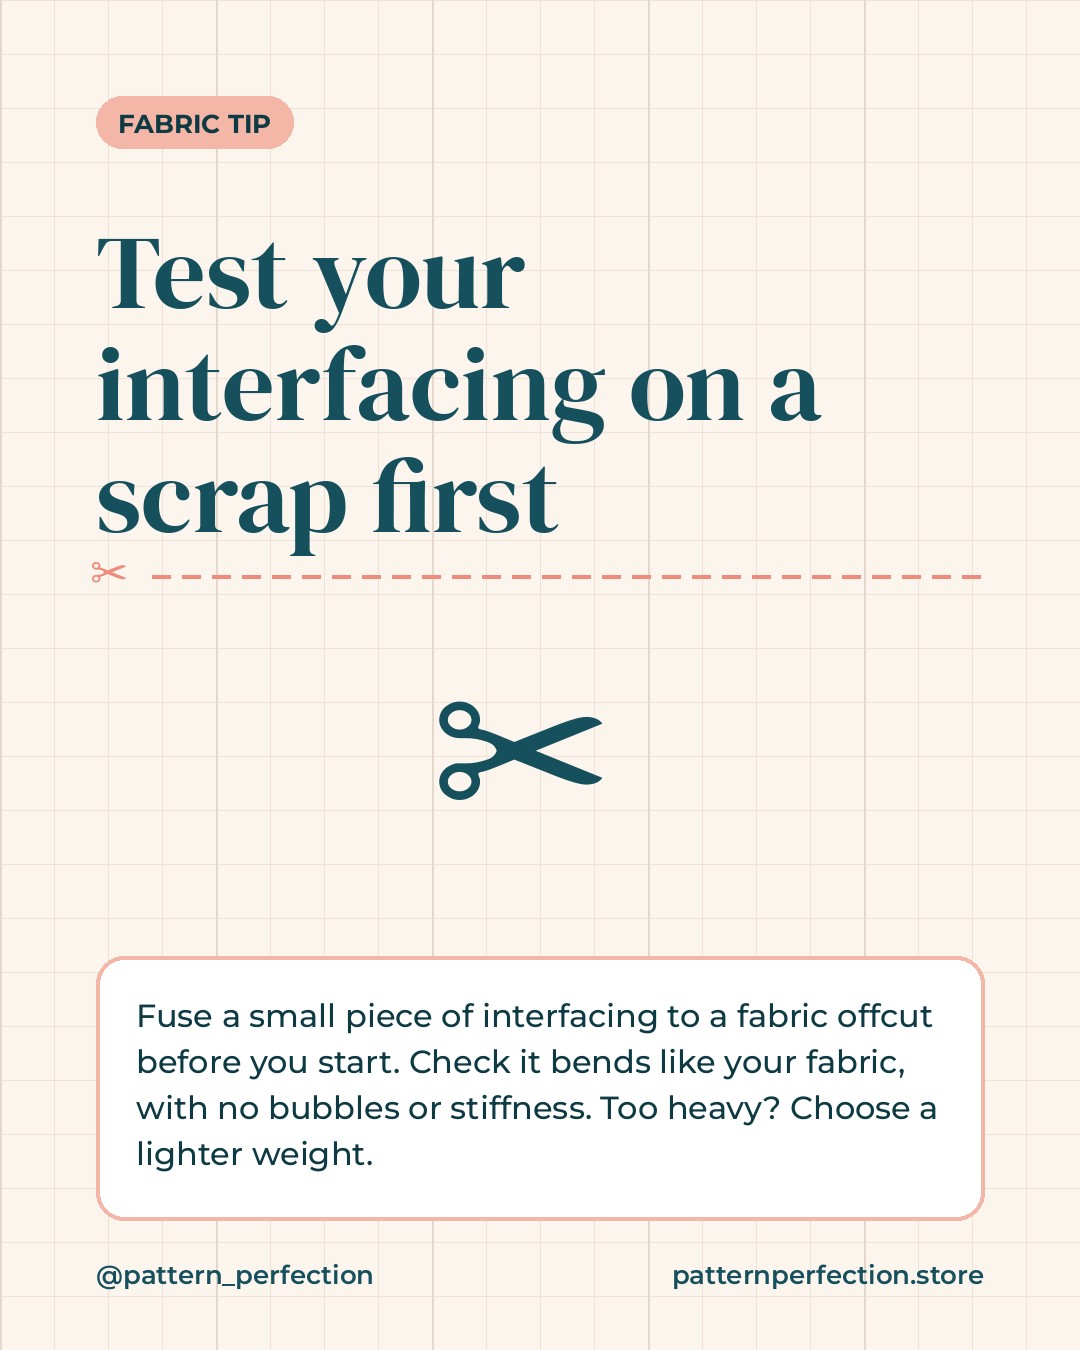 FABRIC TIP
Test your
interfacing on a
scrap first
Fuse a small piece of interfacing to a fabric offcut
before you start. Check it bends like your fabric,
with no bubbles or stiffness. Too heavy? Choose a
lighter weight.
@pattern_perfection
patternperfection.store